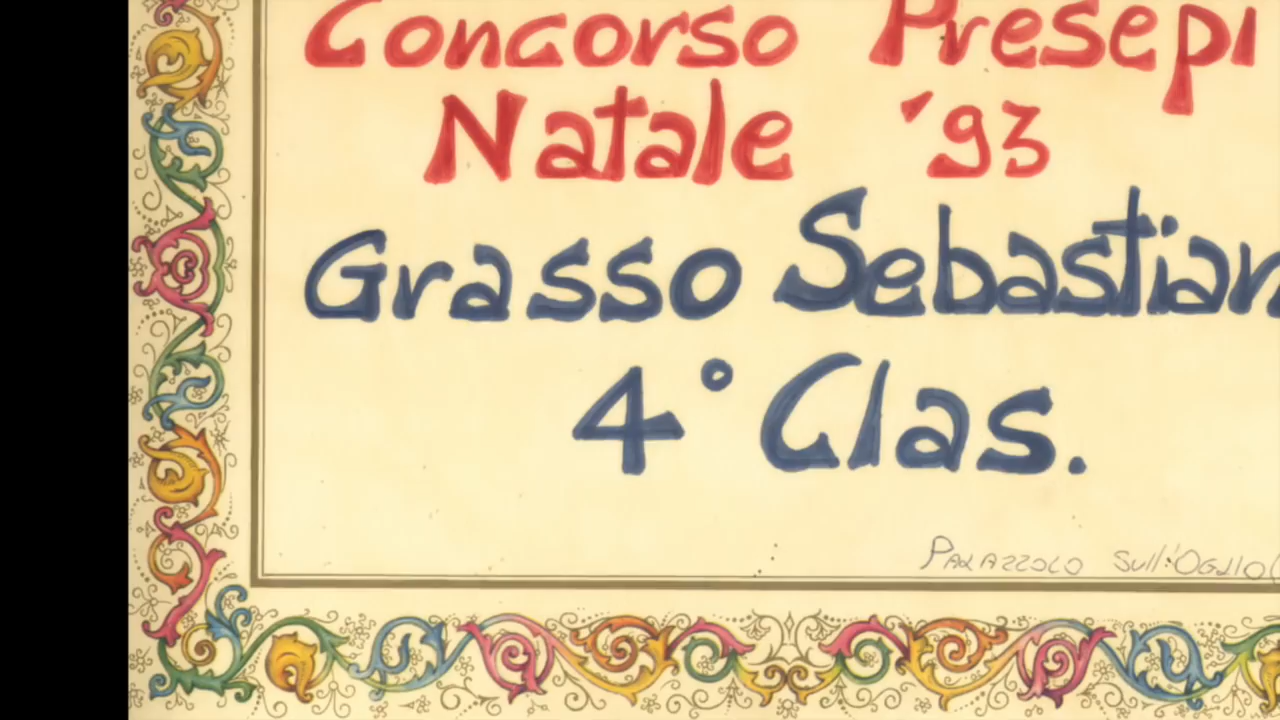 Concorso Presepi
Natale '93
Grasso Sebastian
4° Clas.
Palazzolo sull'Oglio (